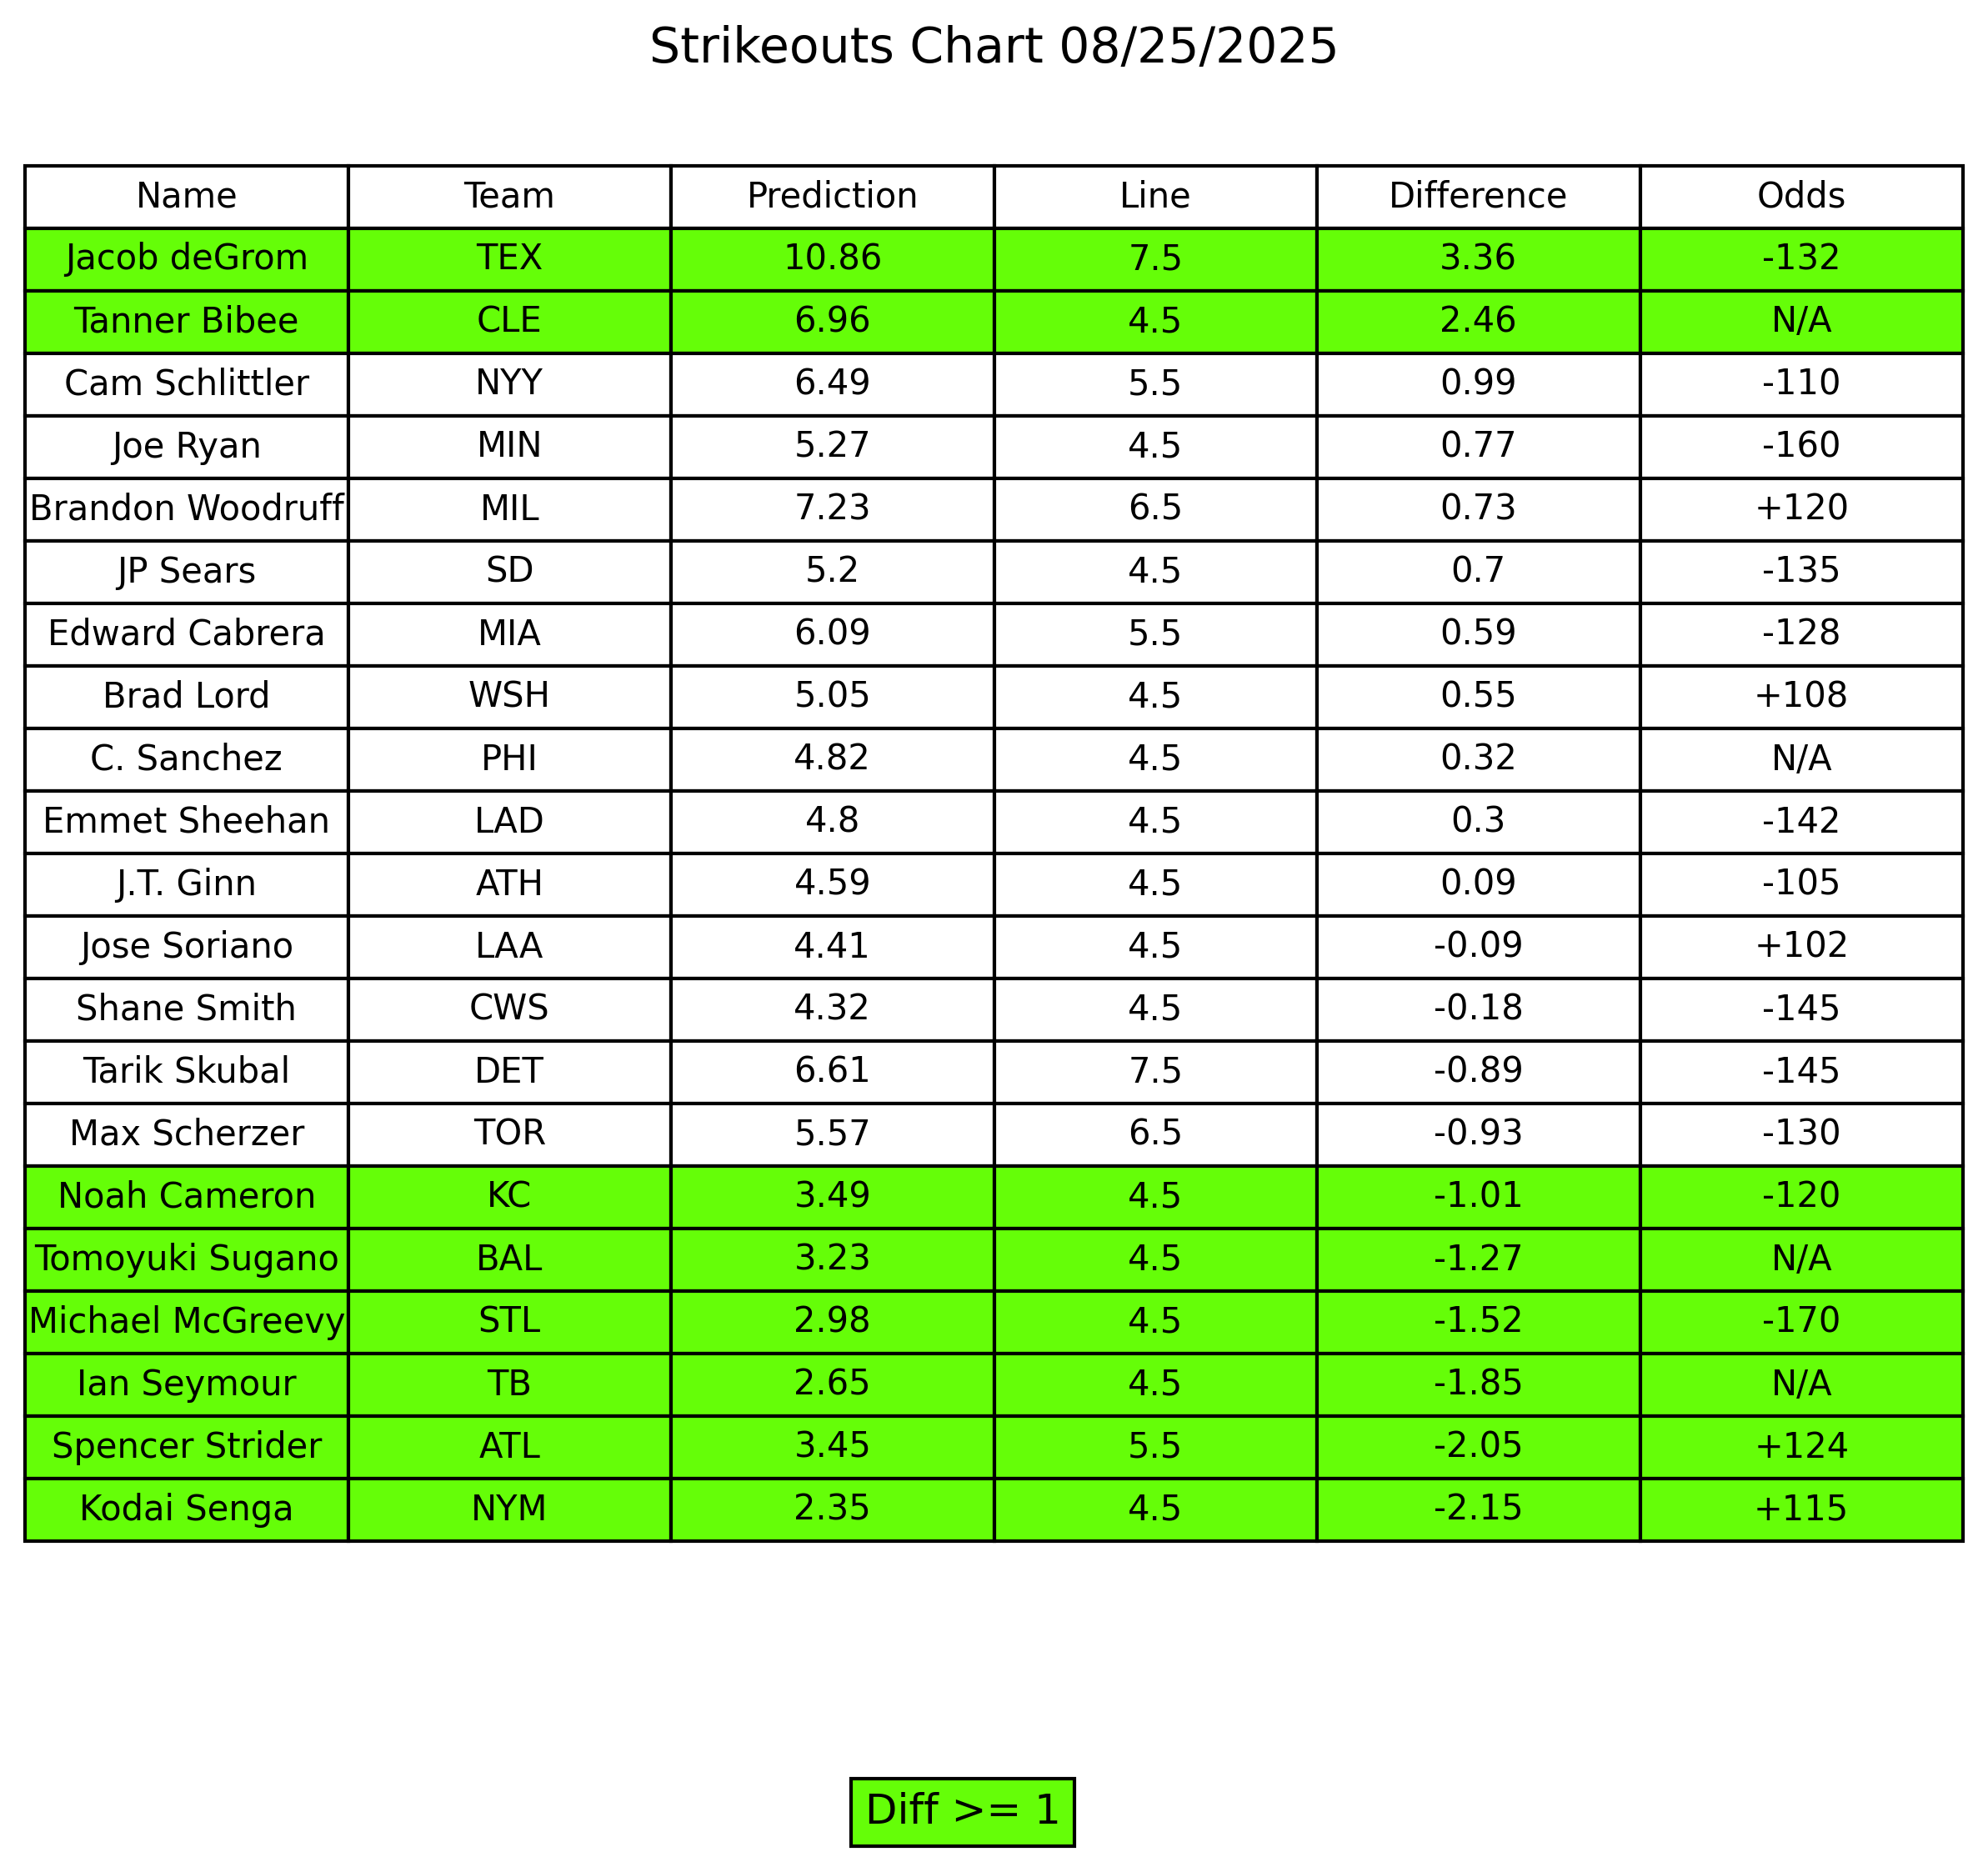 Strikeouts Chart 08/25/2025
Name Team Prediction Line Difference Odds
Jacob deGrom TEX 10.86 7.5 3.36 -132
Tanner Bibee CLE 6.96 4.5 2.46 N/A
Cam Schlittler NYY 6.49 5.5 0.99 -110
Joe Ryan MIN 5.27 4.5 0.77 -160
Brandon Woodruff MIL 7.23 6.5 0.73 +120
JP Sears SD 5.2 4.5 0.7 -135
Edward Cabrera MIA 6.09 5.5 0.59 -128
Brad Lord WSH 5.05 4.5 0.55 +108
C. Sanchez PHI 4.82 4.5 0.32 N/A
Emmet Sheehan LAD 4.8 4.5 0.3 -142
J.T. Ginn ATH 4.59 4.5 0.09 -105
Jose Soriano LAA 4.41 4.5 -0.09 +102
Shane Smith CWS 4.32 4.5 -0.18 -145
Tarik Skubal DET 6.61 7.5 -0.89 -145
Max Scherzer TOR 5.57 6.5 -0.93 -130
Noah Cameron KC 3.49 4.5 -1.01 -120
Tomoyuki Sugano BAL 3.23 4.5 -1.27 N/A
Michael McGreevy STL 2.98 4.5 -1.52 -170
Ian Seymour TB 2.65 4.5 -1.85 N/A
Spencer Strider ATL 3.45 5.5 -2.05 +124
Kodai Senga NYM 2.35 4.5 -2.15 +115
Diff >= 1